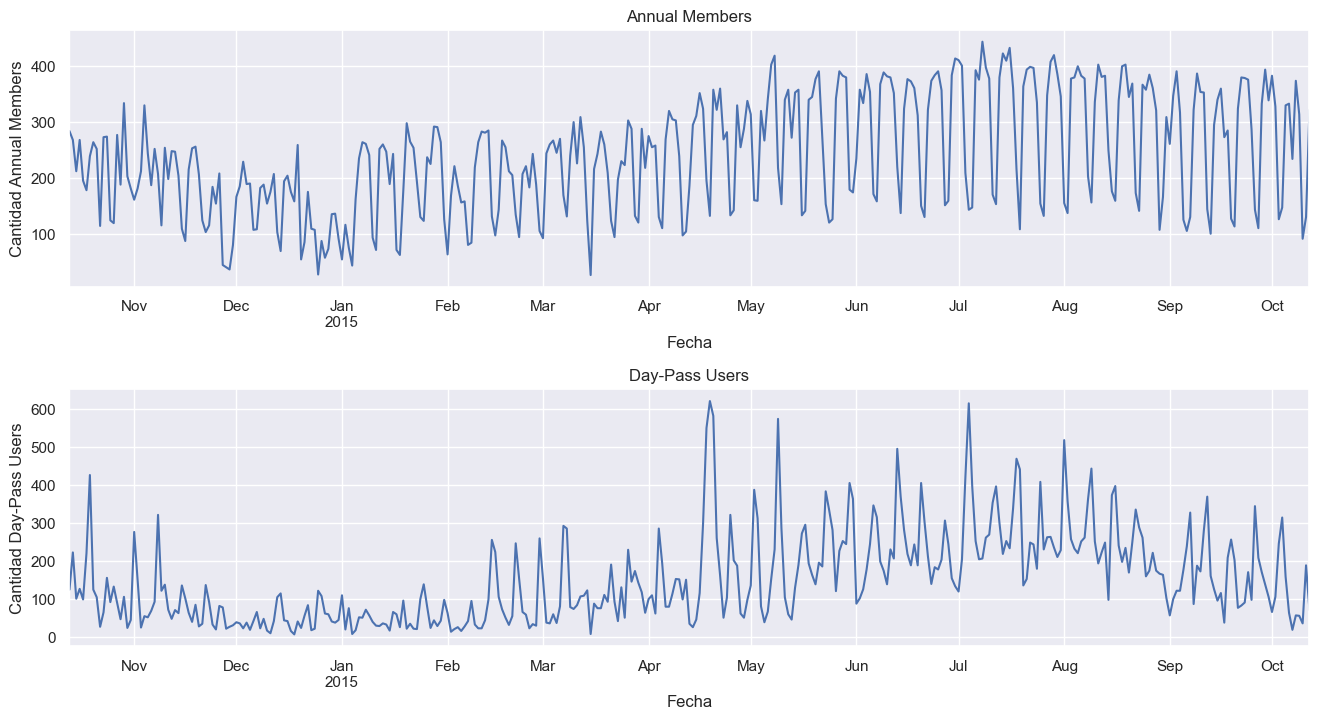 Annual Members
Cantidad Annual Members
400
300
200
100
Nov Dec Jan Feb Mar Apr May Jun Jul Aug Sep Oct
2015
Fecha
Day-Pass Users
Cantidad Day-Pass Users
600
500
400
300
200
100
0
Nov Dec Jan Feb Mar Apr May Jun Jul Aug Sep Oct
2015
Fecha